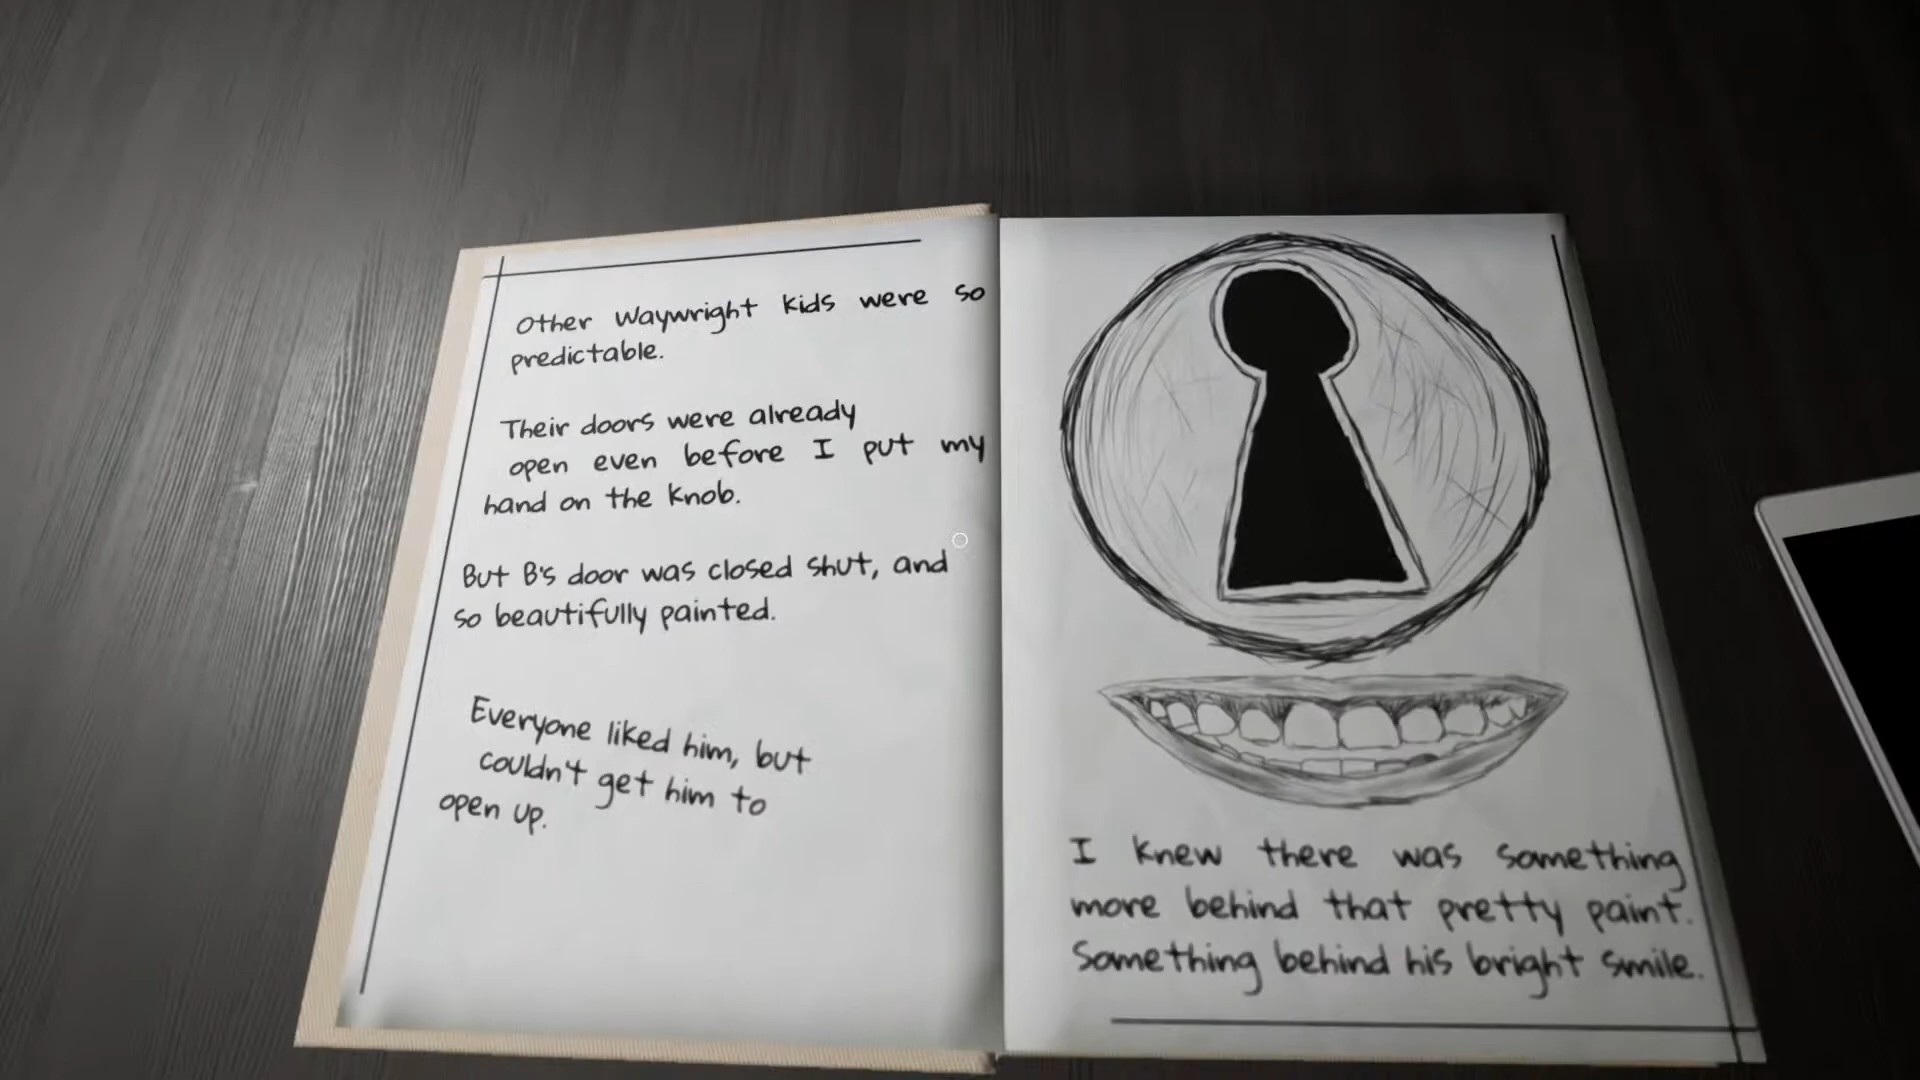 Other Waywright kids were so
predictable.
Their doors were already
open even before I put my
hand on the knob.
But B's door was closed shut, and
so beautifully painted.
Everyone liked him, but
couldn't get him to
open up.
I knew there was something
more behind that pretty paint.
Something behind his bright smile.